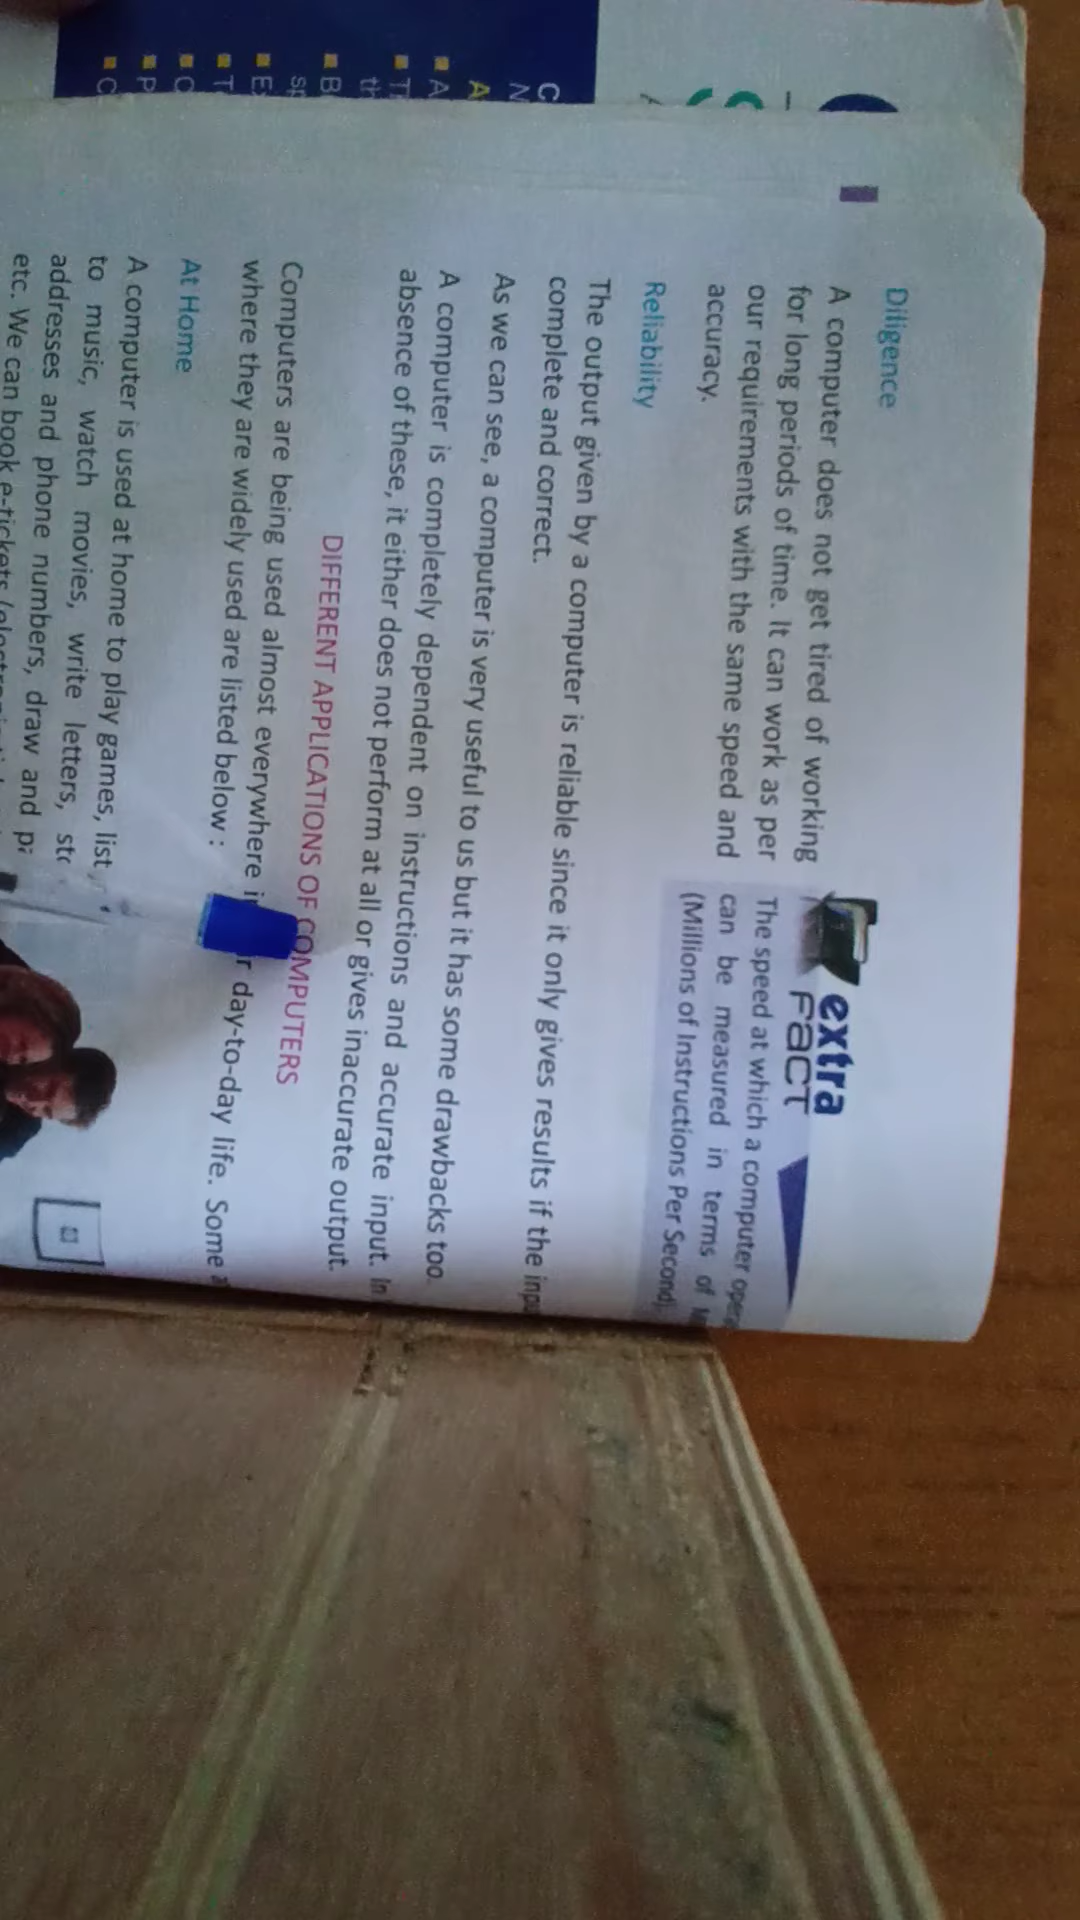 Diligence
A computer does not get tired of working
for long periods of time. It can work as per
our requirements with the same speed and
accuracy.
extra
FACT
The speed at which a computer
can be measured in terms of
(Millions of Instructions Per Second).
Reliability
The output given by a computer is reliable since it only gives results if the
complete and correct.
As we can see, a computer is very useful to us but it has some drawbacks too.
A computer is completely dependent on instructions and accurate input. In
absence of these, it either does not perform at all or gives inaccurate output.
DIFFERENT APPLICATIONS OF COMPUTERS
Computers are being used almost everywhere day-to-day life. Some
where they are widely used are listed below :
At Home
A computer is used at home to play games, list
to music, watch movies, write letters,
addresses and phone numbers, draw and
etc. We can book e-tickets